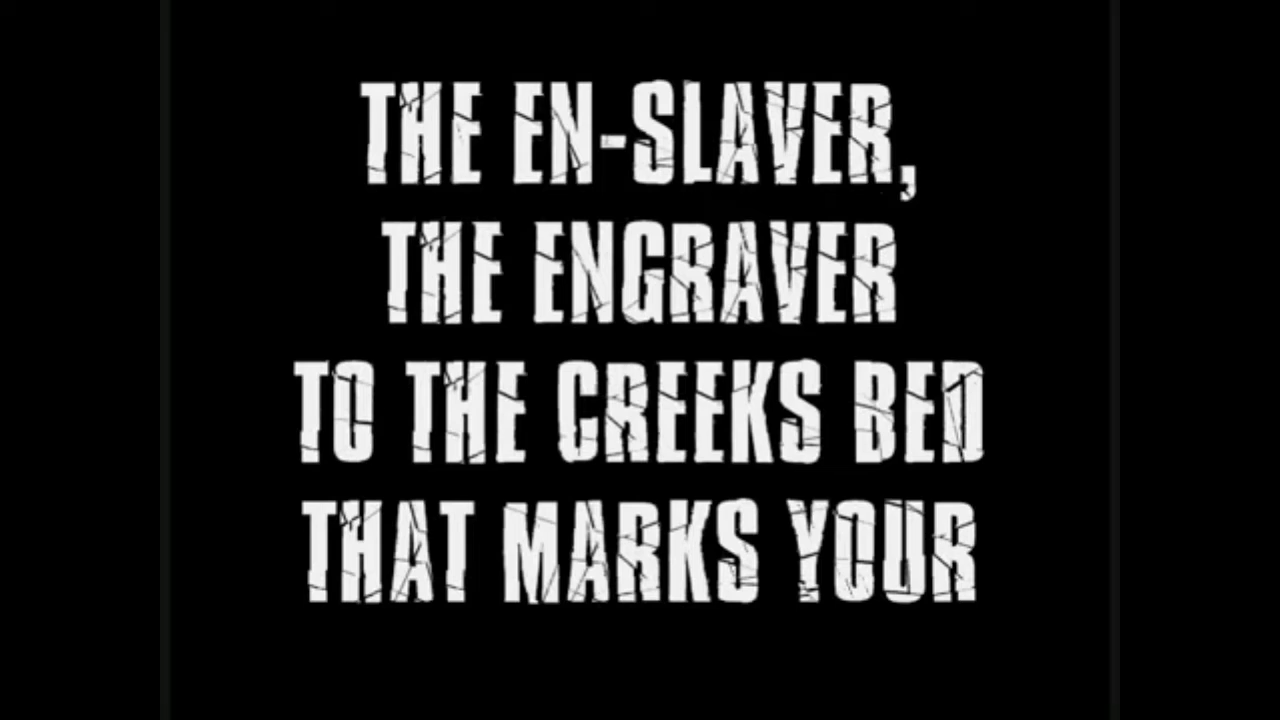 THE EN-SLAVER,
THE ENGRAVER
TO THE CREEKS BED
THAT MARKS YOUR